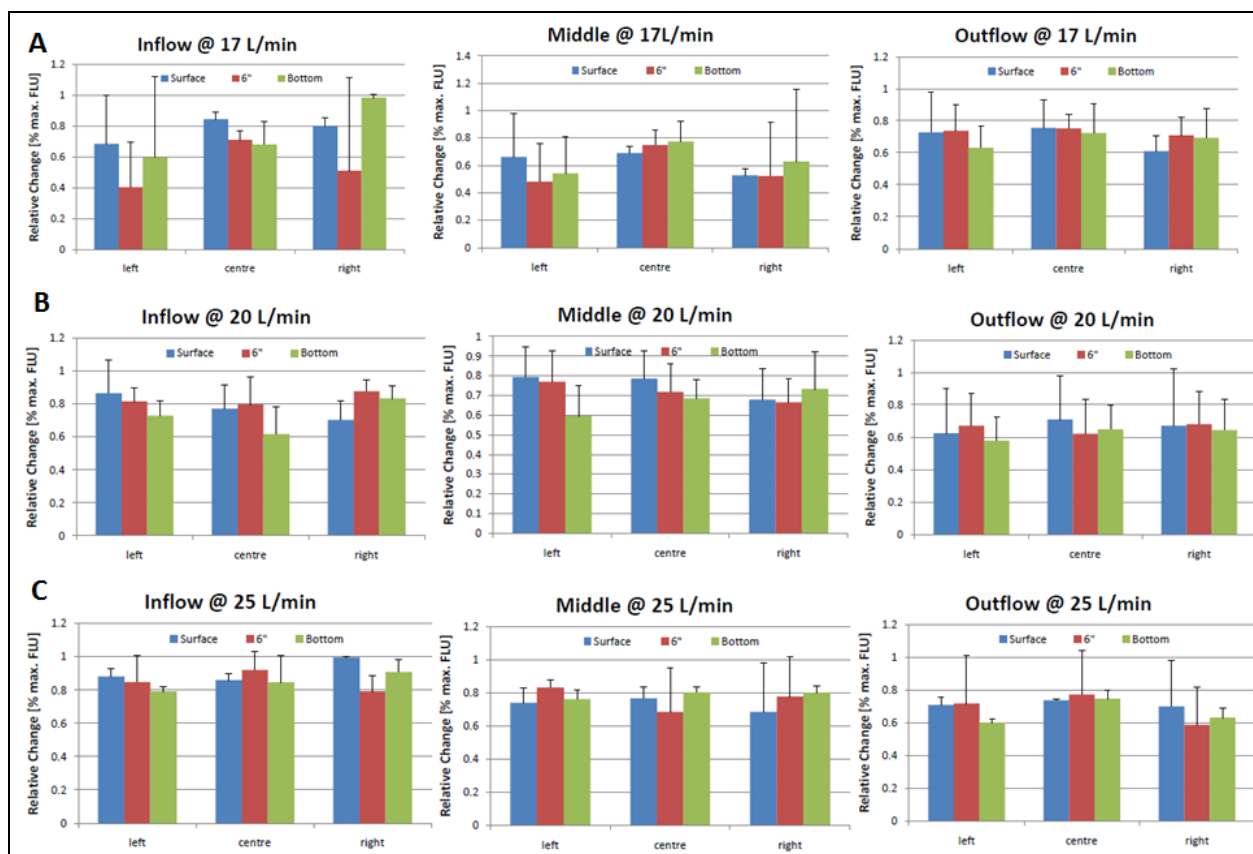 A
Inflow @ 17 L/min
Surface 6" Bottom
Relative Change [% max. FLU]
1.2
1
0.8
0.6
0.4
0.2
0
left centre right
Middle @ 17L/min
Surface 6" Bottom
Relative Change [% max. FLU]
1.4
1.2
1
0.8
0.6
0.4
0.2
0
left centre right
Outflow @ 17 L/min
Surface 6" Bottom
Relative Change [% max. FLU]
1.2
1
0.8
0.6
0.4
0.2
0
left centre right
B
Inflow @ 20 L/min
Surface 6" Bottom
Relative Change [% max. FLU]
1.2
1
0.8
0.6
0.4
0.2
0
left centre right
Middle @ 20 L/min
Surface 6" Bottom
Relative Change [% max. FLU]
1
0.9
0.8
0.7
0.6
0.5
0.4
0.3
0.2
0.1
0
left centre right
Outflow @ 20 L/min
Surface 6" Bottom
Relative Change [% max. FLU]
1.2
1
0.8
0.6
0.4
0.2
0
left centre right
C
Inflow @ 25 L/min
Surface 6" Bottom
Relative Change [% max. FLU]
1.2
1
0.8
0.6
0.4
0.2
0
left centre right
Middle @ 25 L/min
Surface 6" Bottom
Relative Change [% max. FLU]
1.2
1
0.8
0.6
0.4
0.2
0
left centre right
Outflow @ 25 L/min
Surface 6" Bottom
Relative Change [% max. FLU]
1.2
1
0.8
0.6
0.4
0.2
0
left centre right